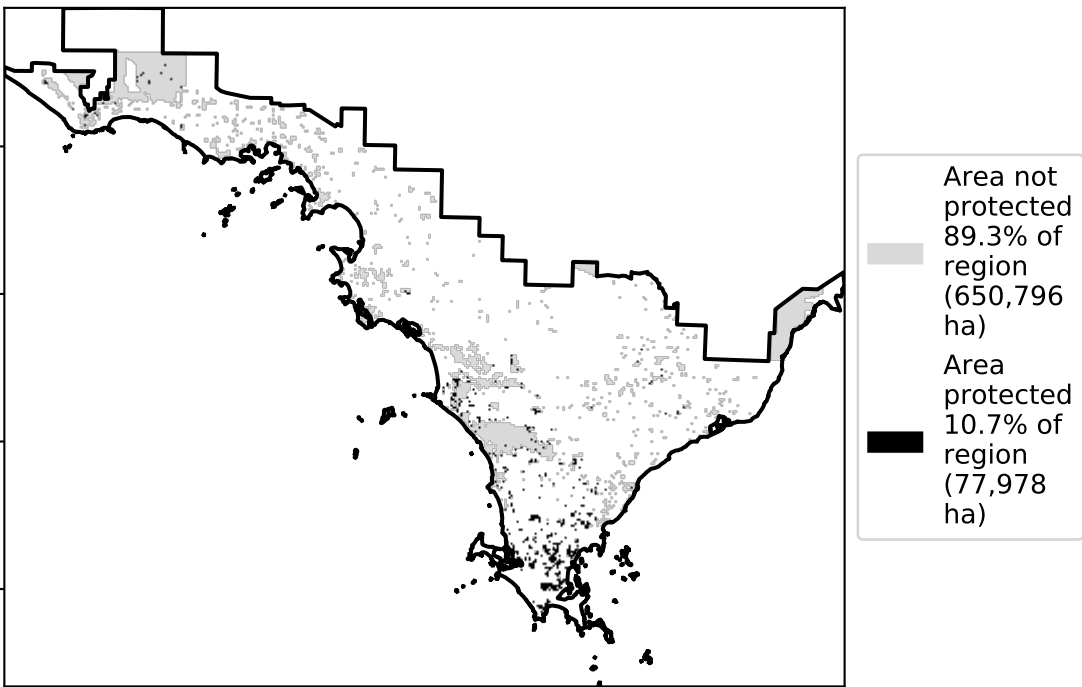 Area not
protected
89.3% of
region
(650,796
ha)
Area
protected
10.7% of
region
(77,978
ha)